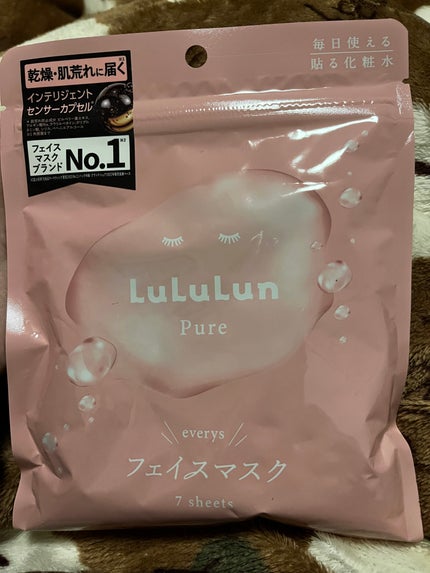 毎日使える
貼る化粧水
乾燥・肌荒れに届く
インテリジェント
センサーカプセル
フェイス
マスク
ブランド
No.1
LuLuLun
Pure
everys
フェイスマスク
7 sheets